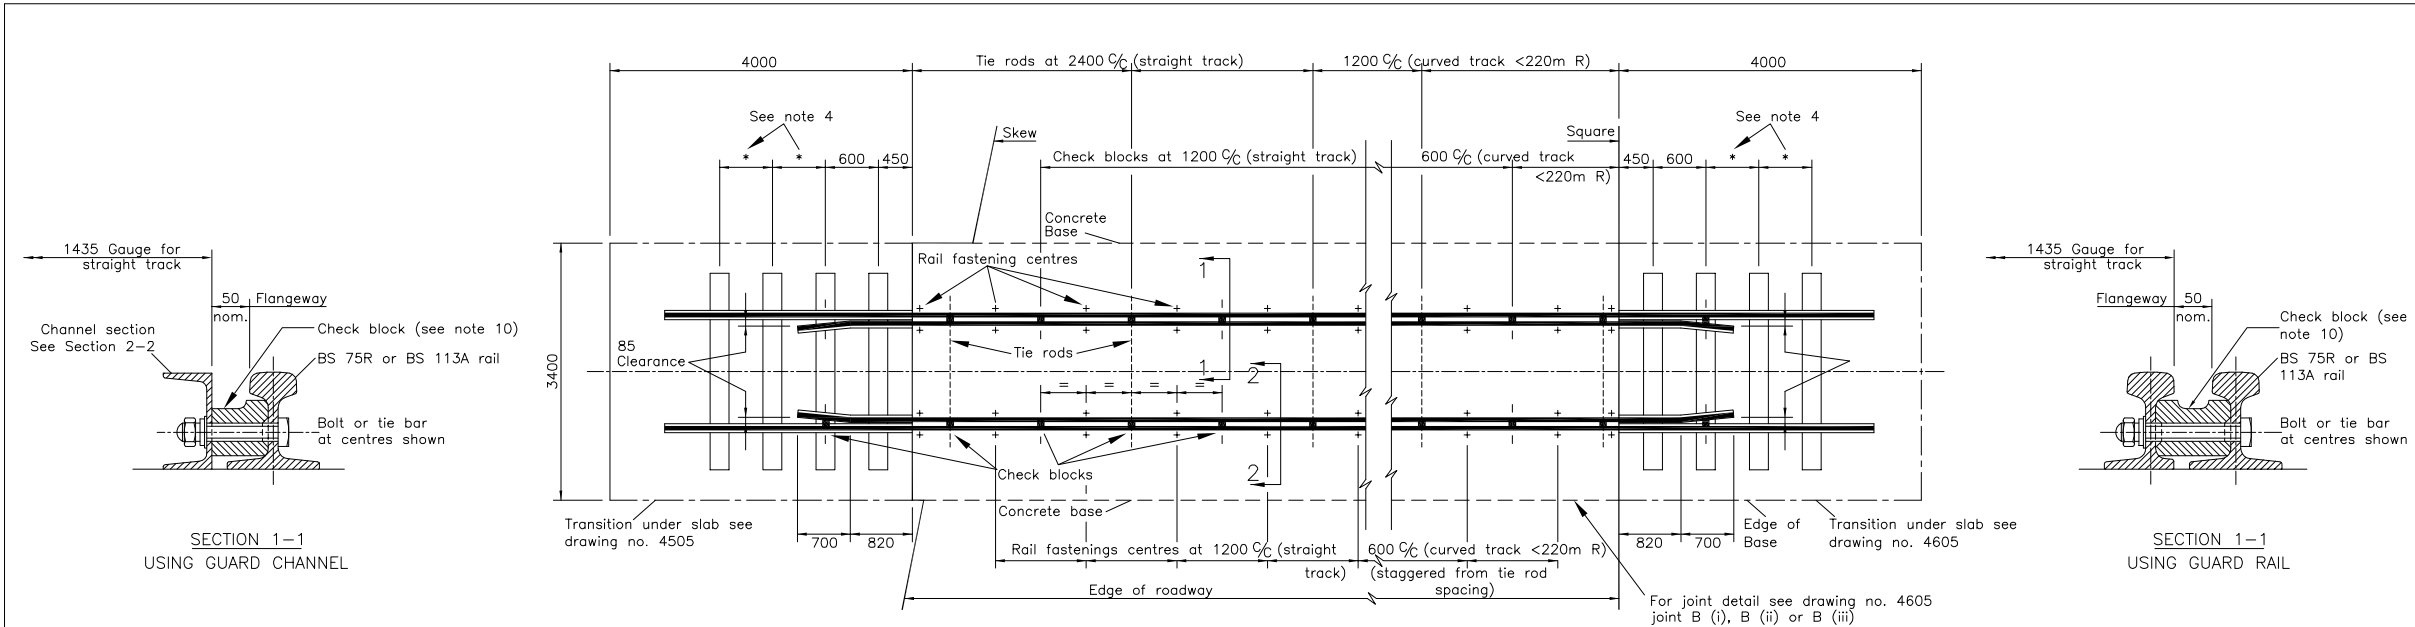 4000
Tie rods at 2400 C/C (straight track)
1200 C/C (curved track <220m R)
4000
See note 4
*
*
600
450
Skew
Square
Check blocks at 1200 C/C (straight track)
600 C/C (curved track
<220m R)
See note 4
450
600
*
*
Concrete
Base
Rail fastening centres
1
1435 Gauge for
straight track
50
nom.
Flangeway
Channel section
See Section 2-2
Check block (see note 10)
BS 75R or BS 113A rail
Bolt or tie bar
at centres shown
SECTION 1-1
USING GUARD CHANNEL
3400
85
Clearance
Tie rods
1
2
=
=
=
=
Check blocks
2
Concrete base
Transition under slab see
drawing no. 4505
700
820
Rail fastenings centres at 1200 C/C (straight
track)
600 C/C (curved track <220m R)
(staggered from tie rod
spacing)
Edge of roadway
820
700
Edge of
Base
Transition under slab see
drawing no. 4605
For joint detail see drawing no. 4605
joint B (i), B (ii) or B (iii)
1435 Gauge for
straight track
Flangeway
50
nom.
Check block (see
note 10)
BS 75R or BS
113A rail
Bolt or tie bar
at centres shown
SECTION 1-1
USING GUARD RAIL